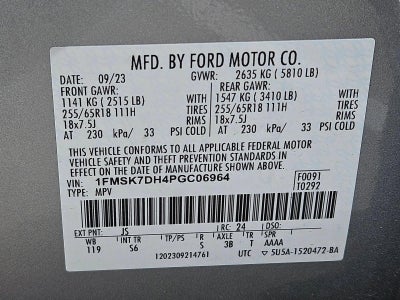 MFD. BY FORD MOTOR CO.
DATE: 09/23 GVWR: 2635 KG ( 5810 LB)
FRONT GAWR: REAR GAWR:
1141 KG ( 2515 LB) WITH 1547 KG ( 3410 LB) WITH
255/65R18 111H TIRES 255/65R18 111H TIRES
18x7.5J RIMS 18x7.5J RIMS
AT 230 kPa/ 33 PSI COLD AT 230 kPa/ 33 PSI COLD
THIS VEHICLE CONFORMS TO ALL APPLICABLE FEDERAL MOTOR
VEHICLE SAFETY AND THEFT PREVENTION STANDARDS IN
EFFECT ON THE DATE OF MANUFACTURE SHOWN ABOVE.
VIN: 1FMSK7DH4PGC06964 F0091
TYPE: MPV T0292
EXT PNT: JS RC: 24 DSO:
WB INT TR TP/PS R AXLE TR SPR
119 S6 S 3B T AAAA
1202309214761 UTC 5U5A-1520472-BA